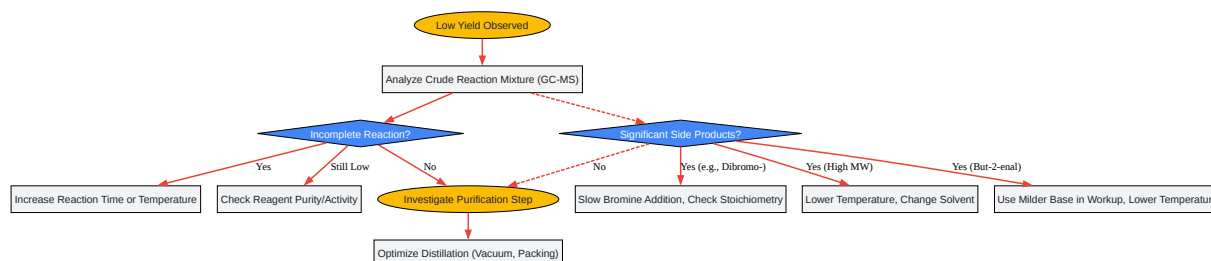 Low Yield Observed
Analyze Crude Reaction Mixture (GC-MS)
Incomplete Reaction?
Significant Side Products?
Yes
Still Low
No
No
Yes (e.g., Dibromo-)
Yes (High MW)
Yes (But-2-enal)
Increase Reaction Time or Temperature
Check Reagent Purity/Activity
Investigate Purification Step
Slow Bromine Addition, Check Stoichiometry
Lower Temperature, Change Solvent
Use Milder Base in Workup, Lower Temperature
Optimize Distillation (Vacuum, Packing)